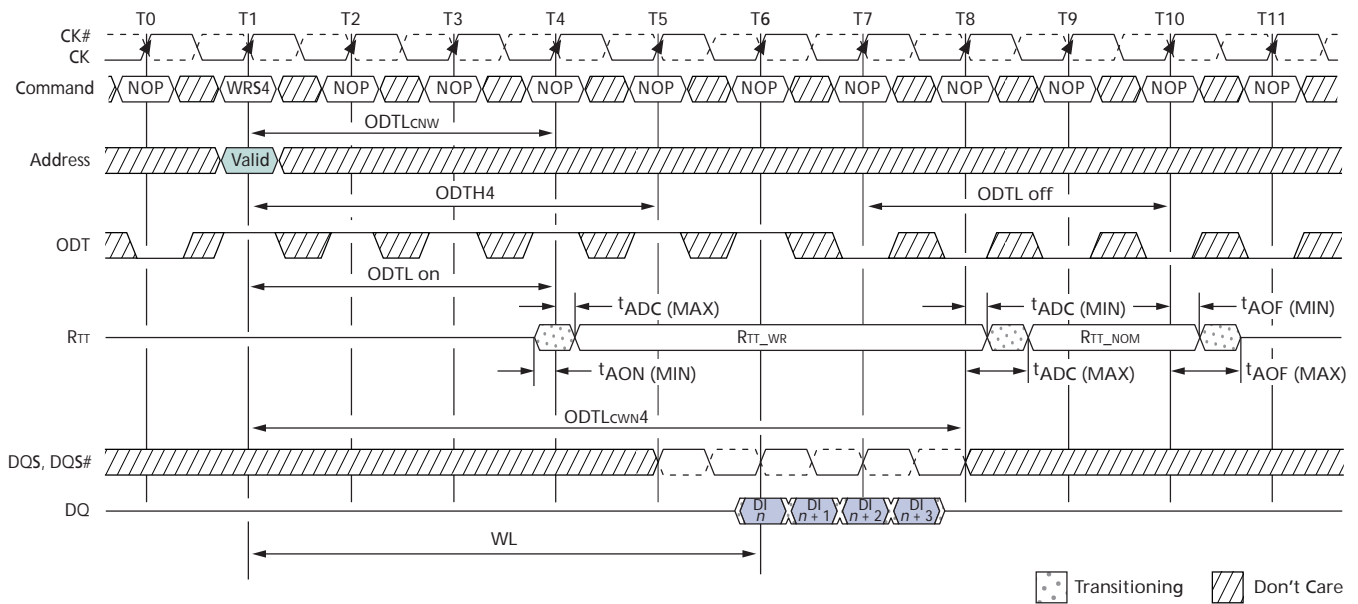 T0 T1 T2 T3 T4 T5 T6 T7 T8 T9 T10 T11
CK#
CK
Command NOP WRS4 NOP NOP NOP NOP NOP NOP NOP NOP NOP NOP
ODTLCNW
Address Valid
ODTH4 ODTL off
ODT
ODTL on
tADC (MAX) tADC (MIN) tAOF (MIN)
RTT RTT_WR RTT_NOM
tAON (MIN) tADC (MAX) tAOF (MAX)
ODTLCWN4
DQS, DQS#
DQ DI n DI n + 1 DI n + 2 DI n + 3
WL
Transitioning Don't Care